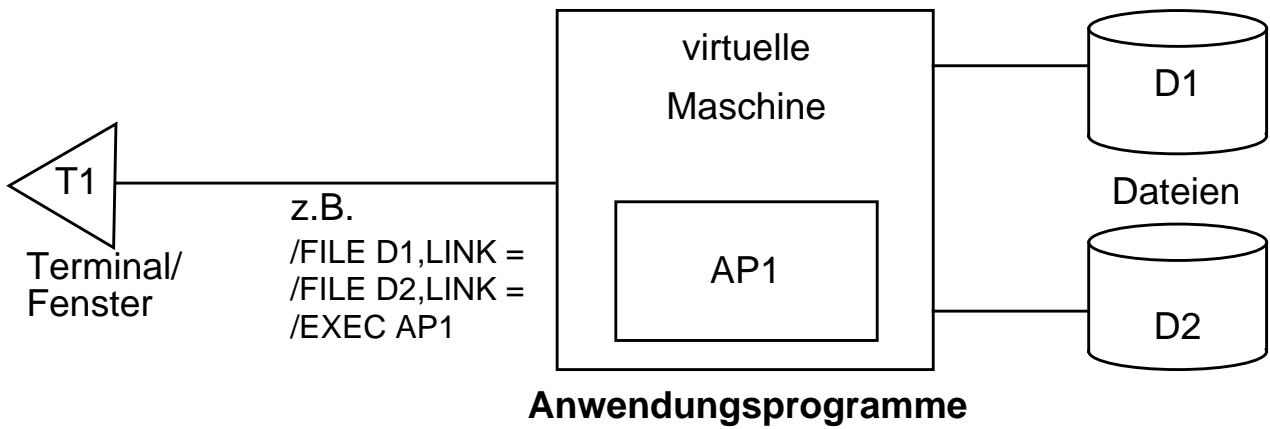 virtuelle
Maschine
D1
T1
Dateien
z.B.
/FILE D1,LINK =
/FILE D2,LINK =
/EXEC AP1
Terminal/
Fenster
AP1
D2
Anwendungsprogramme